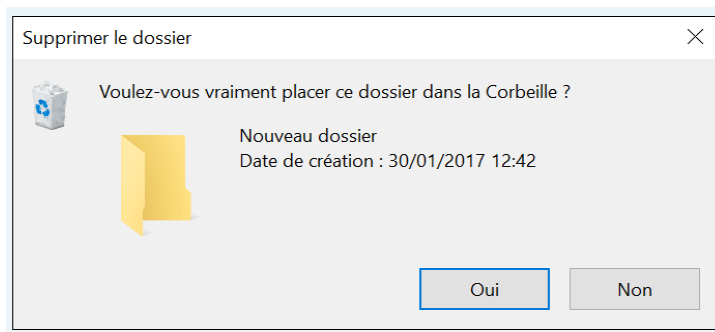 Supprimer le dossier
Voulez-vous vraiment placer ce dossier dans la Corbeille ?
Nouveau dossier
Date de création : 30/01/2017 12:42
Oui
Non